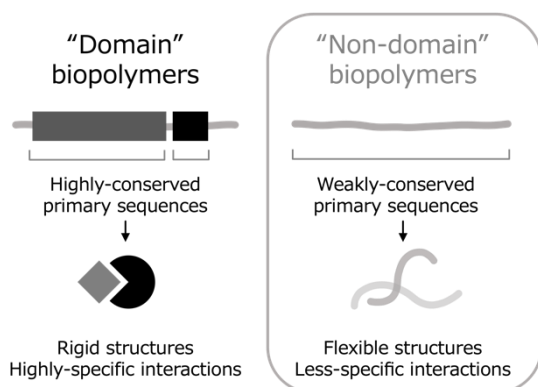 “Domain”
biopolymers
Highly-conserved
primary sequences
Rigid structures
Highly-specific interactions
“Non-domain”
biopolymers
Weakly-conserved
primary sequences
Flexible structures
Less-specific interactions